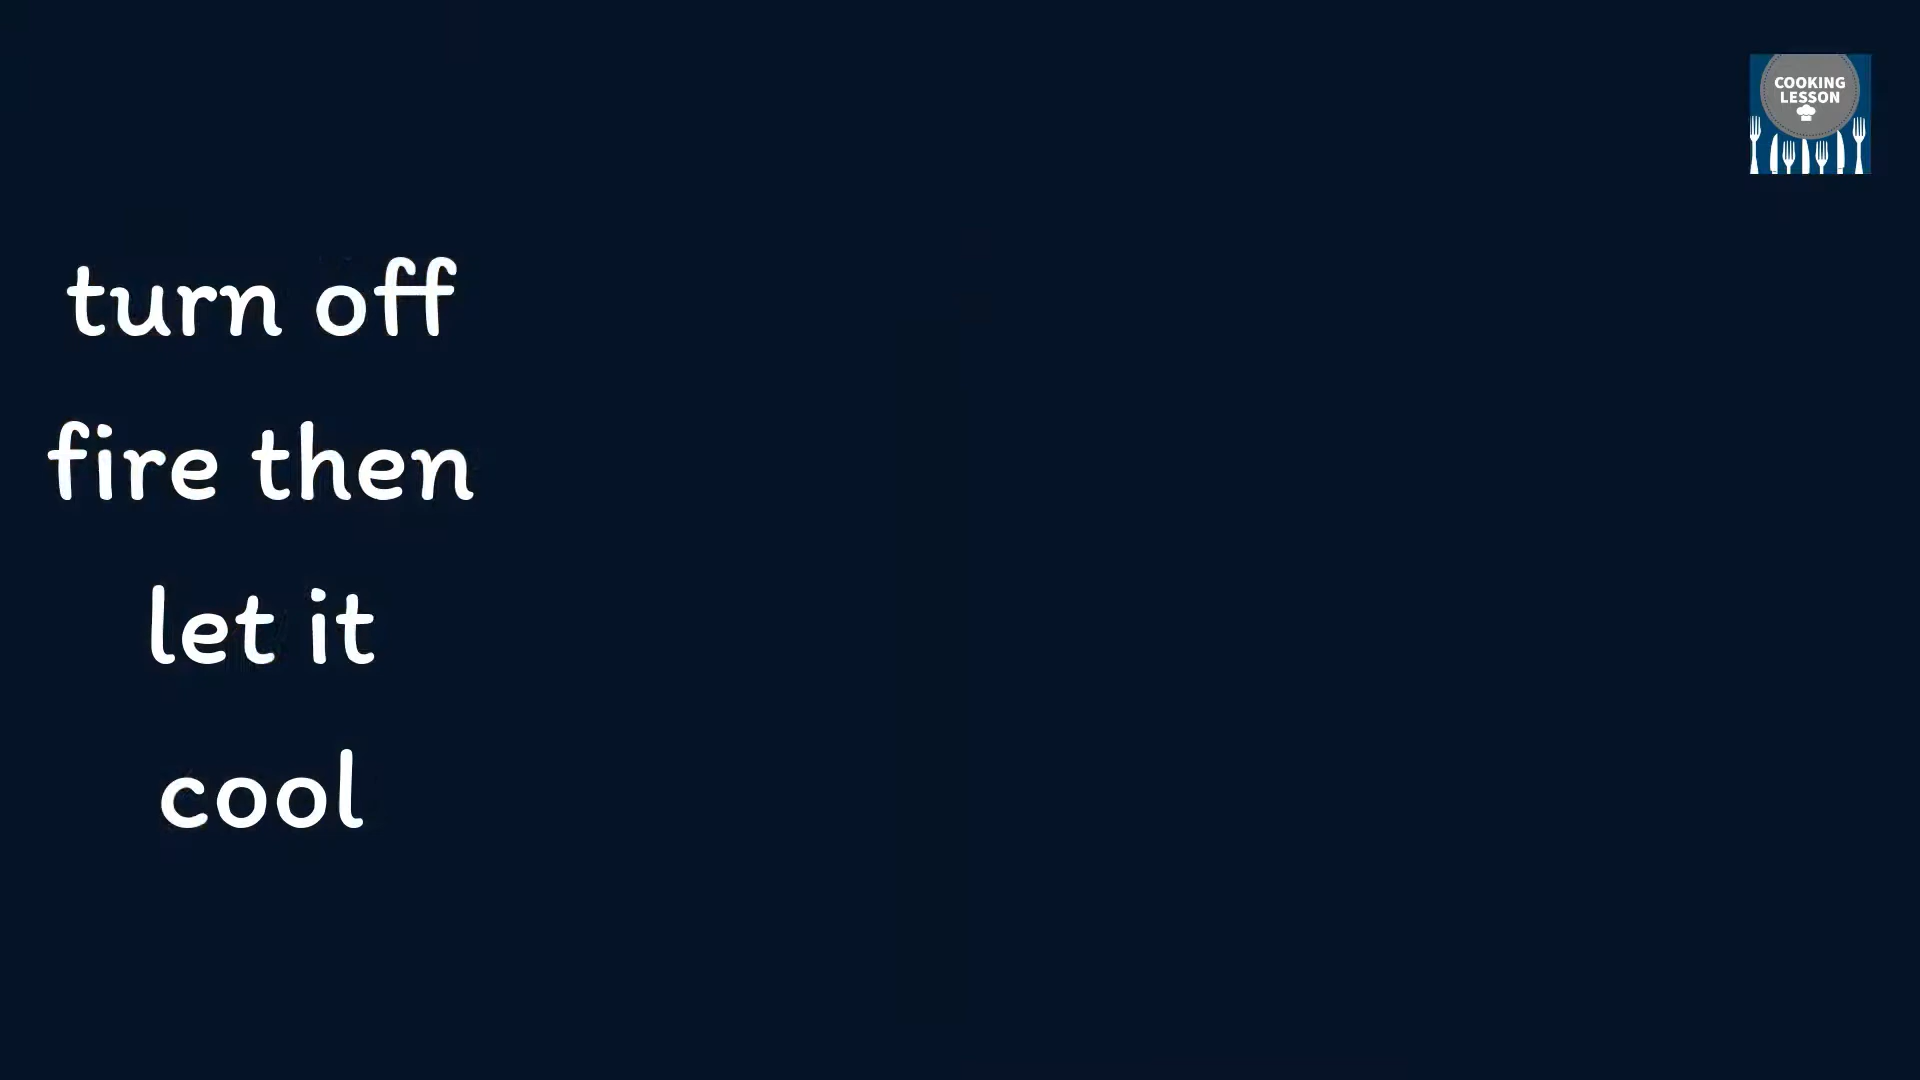 COOKING
LESSON
turn off
fire then
let it
cool